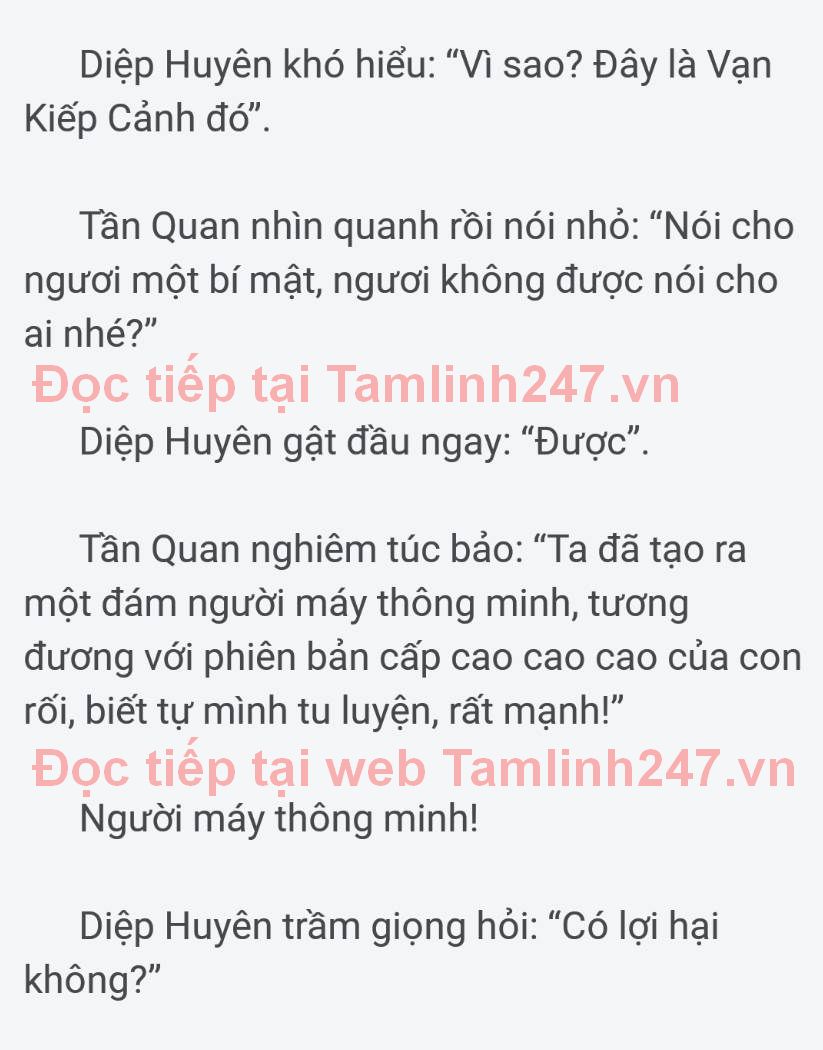 Diệp Huyên khó hiểu: “Vì sao? Đây là Vạn
Kiếp Cảnh đó”.
Tần Quan nhìn quanh rồi nói nhỏ: “Nói cho
ngươi một bí mật, ngươi không được nói cho
ai nhé?”
Đọc tiếp tại Tamlinh247.vn
Diệp Huyên gật đầu ngay: “Được”.
Tần Quan nghiêm túc bảo: “Ta đã tạo ra
một đám người máy thông minh, tương
đương với phiên bản cấp cao cao cao của con
rối, biết tự mình tu luyện, rất mạnh!”
Đọc tiếp tại web Tamlinh247.vn
Người máy thông minh!
Diệp Huyên trầm giọng hỏi: “Có lợi hại
không?”